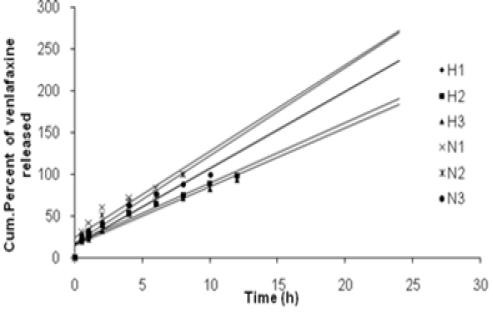 Cum.Percent of venlafaxine
released
300
250
200
150
100
50
0
0 5 10 15 20 25 30
Time (h)
H1
H2
H3
N1
N2
N3